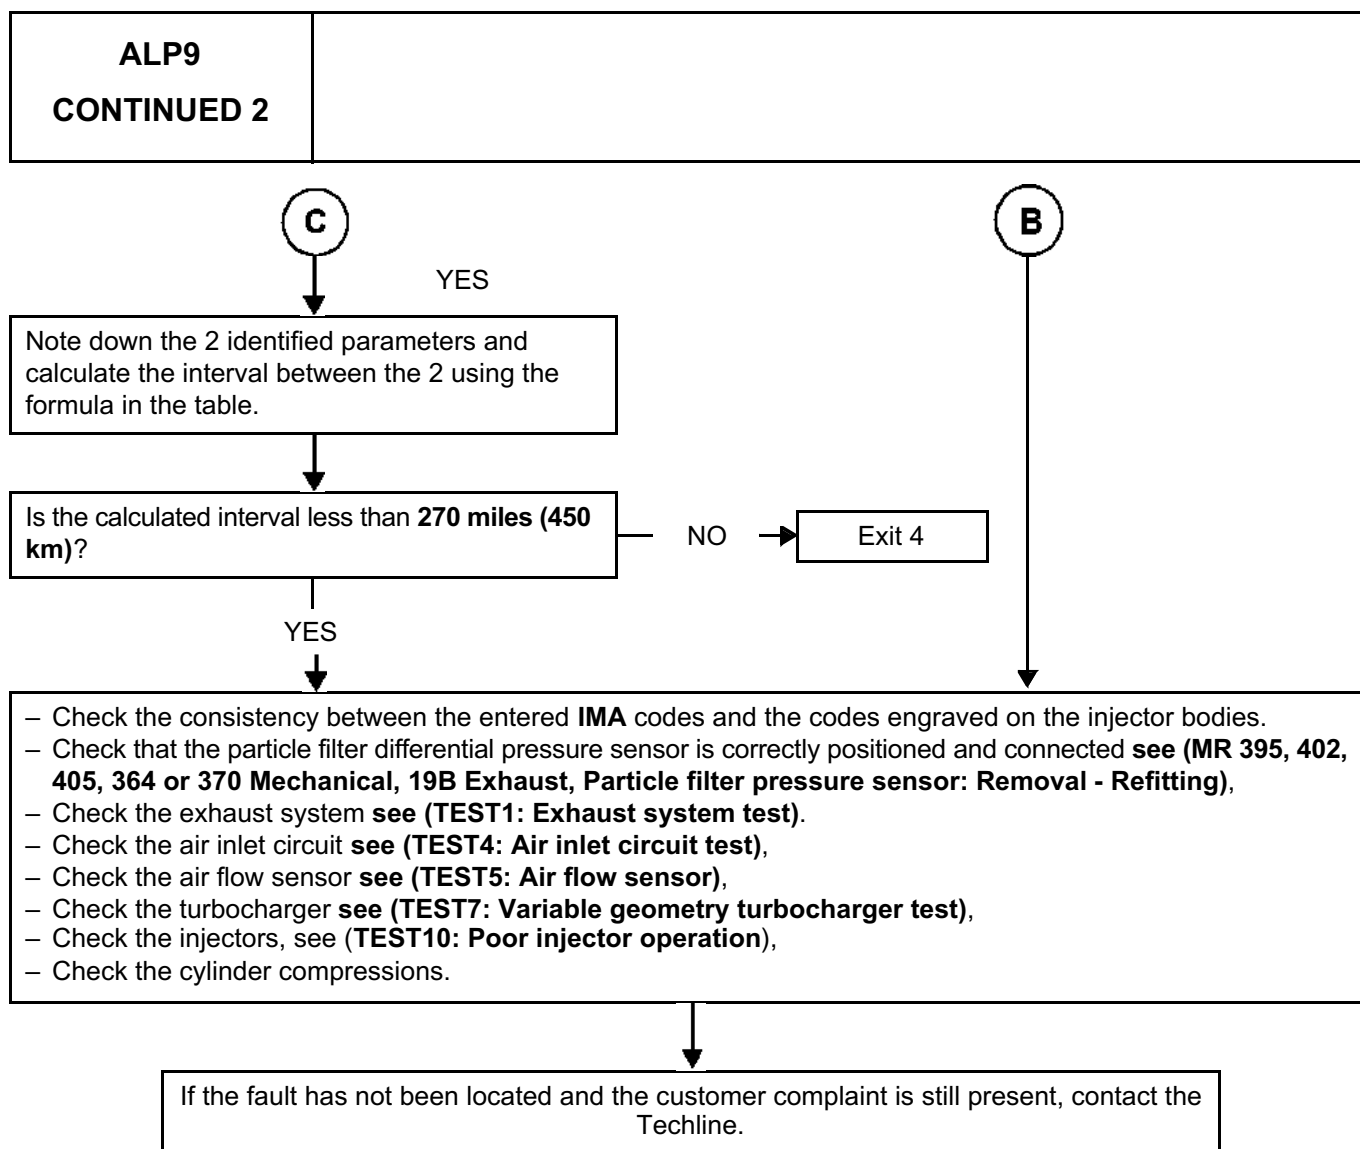 ALP9
CONTINUED 2
C
B
YES
Note down the 2 identified parameters and
calculate the interval between the 2 using the
formula in the table.
Is the calculated interval less than 270 miles (450
km)?
NO
Exit 4
YES
– Check the consistency between the entered IMA codes and the codes engraved on the injector bodies.
– Check that the particle filter differential pressure sensor is correctly positioned and connected see (MR 395, 402,
405, 364 or 370 Mechanical, 19B Exhaust, Particle filter pressure sensor: Removal - Refitting),
– Check the exhaust system see (TEST1: Exhaust system test).
– Check the air inlet circuit see (TEST4: Air inlet circuit test),
– Check the air flow sensor see (TEST5: Air flow sensor),
– Check the turbocharger see (TEST7: Variable geometry turbocharger test),
– Check the injectors, see (TEST10: Poor injector operation),
– Check the cylinder compressions.
If the fault has not been located and the customer complaint is still present, contact the
Techline.